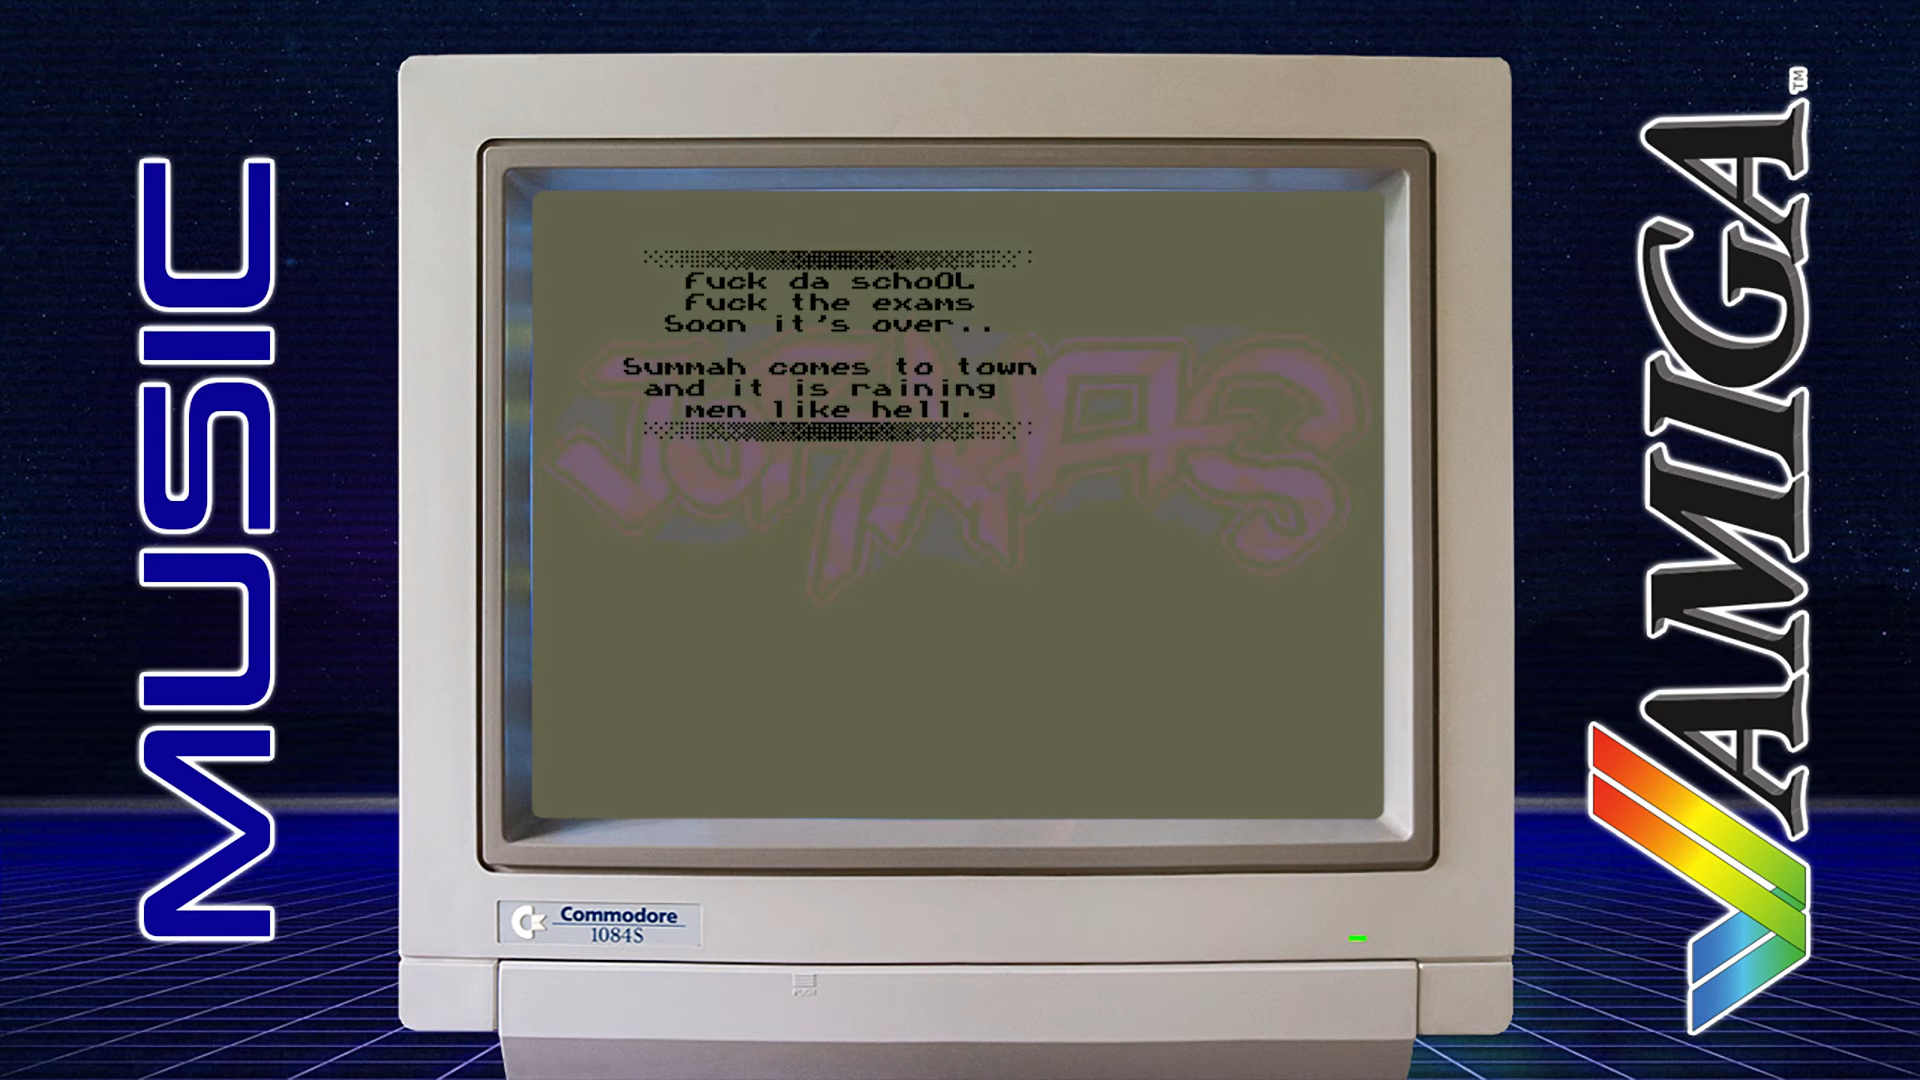 MUSIC
fuck da schoOL
fuck the exams
Soon it's over..
Summah comes to town
and it is raining
men like hell.
Commodore
1084S
AMIGA™